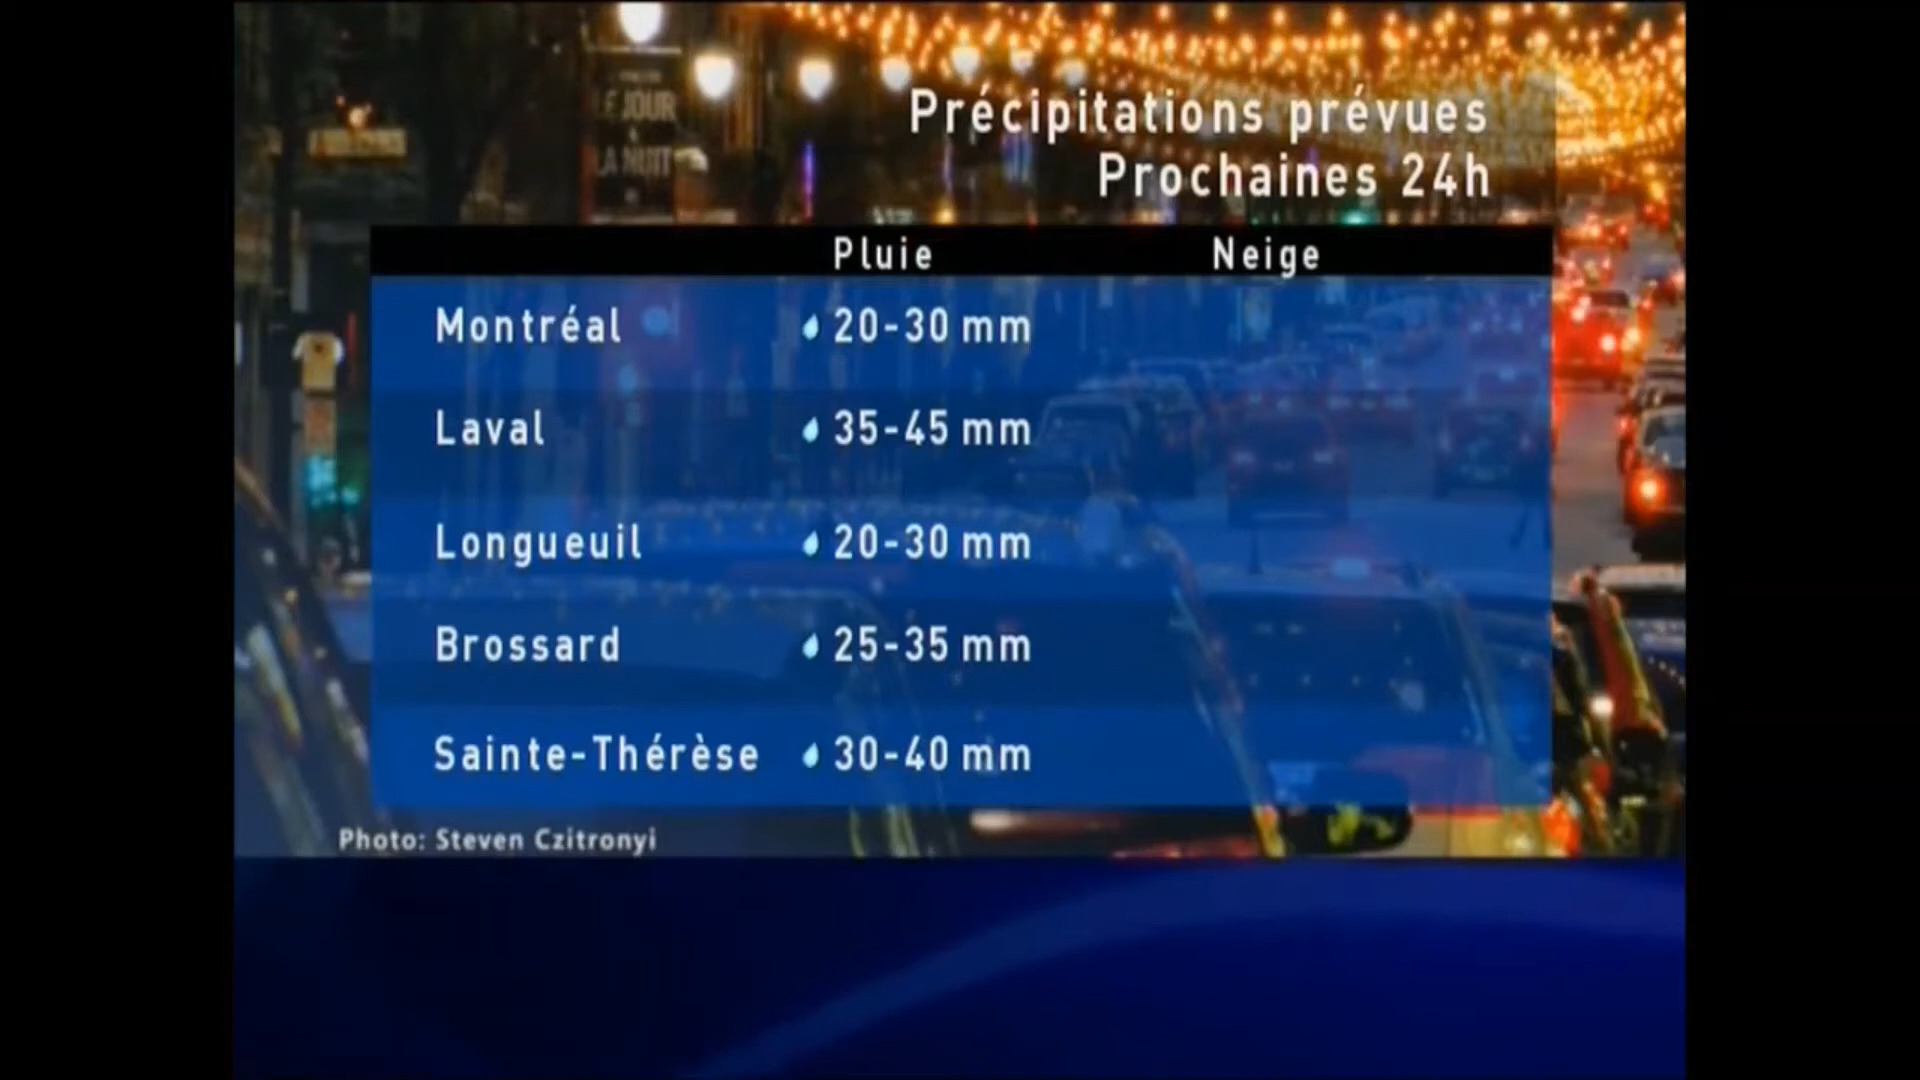 LE JOUR
&
LA NUIT
Précipitations prévues
Prochaines 24h
Pluie Neige
Montréal 20-30 mm
Laval 35-45 mm
Longueuil 20-30 mm
Brossard 25-35 mm
Sainte-Thérèse 30-40 mm
Photo: Steven Czitronyi